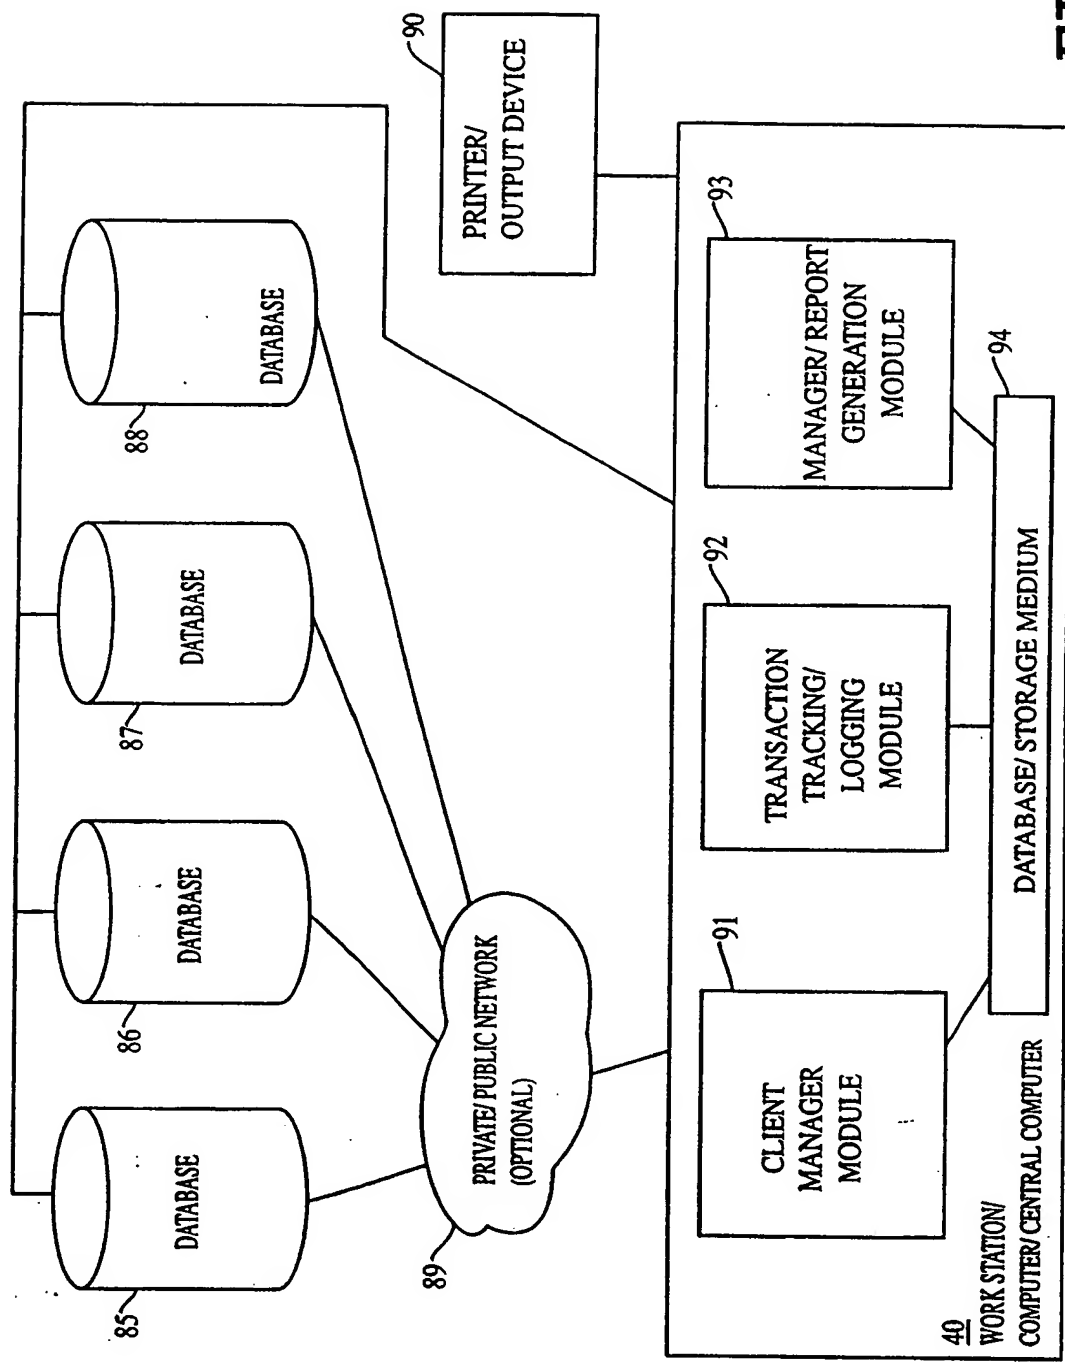 85
DATABASE
86
DATABASE
87
DATABASE
88
DATABASE
89
PRIVATE/ PUBLIC NETWORK
(OPTIONAL)
90
PRINTER/
OUTPUT DEVICE
91
CLIENT
MANAGER
MODULE
92
TRANSACTION
TRACKING/
LOGGING
MODULE
93
MANAGER/ REPORT
GENERATION
MODULE
94
DATABASE/ STORAGE MEDIUM
40
WORK STATION/
COMPUTER/ CENTRAL COMPUTER